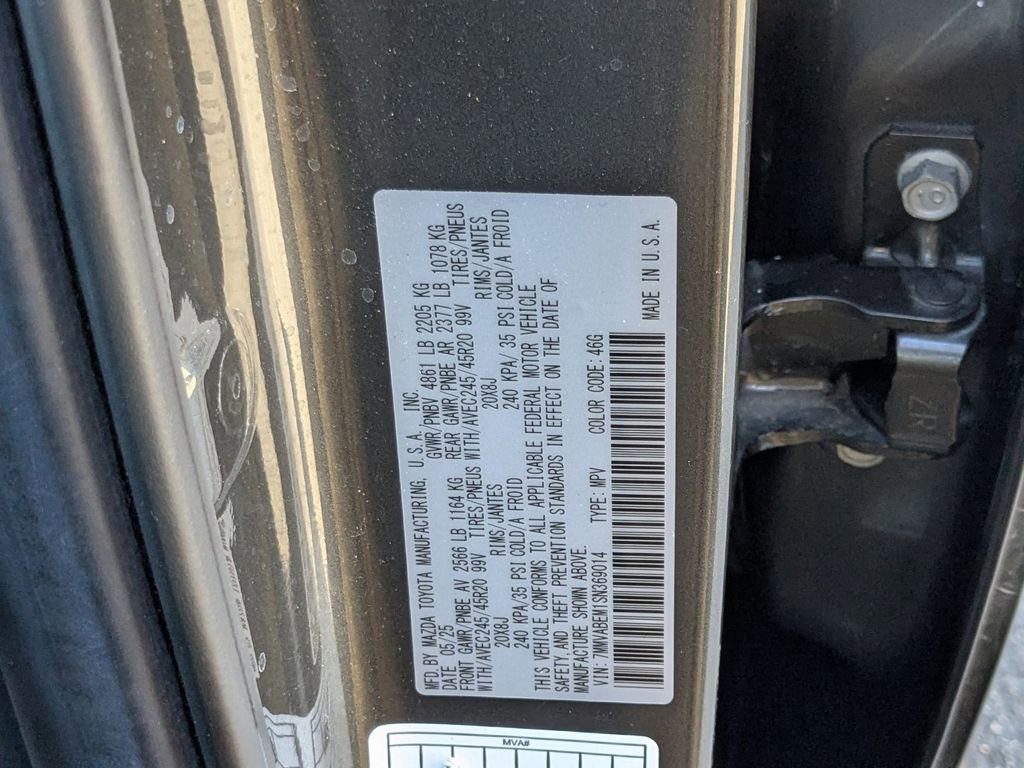 MFD BY MAZDA TOYOTA MANUFACTURING, U.S.A., INC.
DATE 05/25 GVWR/PNBV 4861 LB 2205 KG
FRONT GAWR/PNBE AV 2566 LB 1164 KG REAR GAWR/PNBE AR 2377 LB 1078 KG
WITH/AVEC245/45R20 99V TIRES/PNEUS WITH/AVEC245/45R20 99V TIRES/PNEUS
20X8J RIMS/JANTES 20X8J RIMS/JANTES
240 KPA/35 PSI COLD/A FROID 240 KPA/ 35 PSI COLD/A FROID
THIS VEHICLE CONFORMS TO ALL APPLICABLE FEDERAL MOTOR VEHICLE
SAFETY AND THEFT PREVENTION STANDARDS IN EFFECT ON THE DATE OF
MANUFACTURE SHOWN ABOVE.
VIN: 7MMVABEM1SN369014 TYPE: MPV COLOR CODE: 46G
MADE IN U.S.A.
MVA#
10
2R